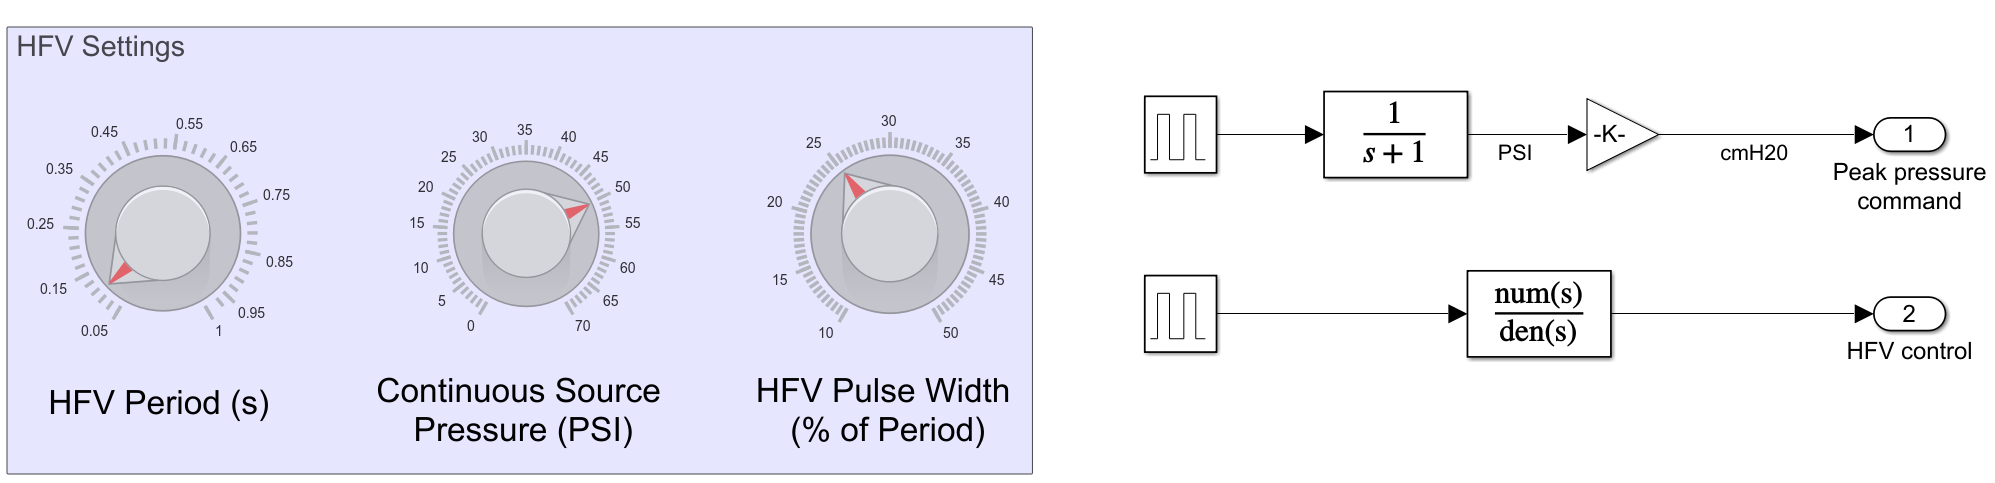 HFV Settings
0.05
0.15
0.25
0.35
0.45
0.55
0.65
0.75
0.85
0.95
1
HFV Period (s)
0
5
10
15
20
25
30
35
40
45
50
55
60
65
70
Continuous Source
Pressure (PSI)
10
15
20
25
30
35
40
45
50
HFV Pulse Width
(% of Period)
1
s + 1
PSI
-K-
cmH20
1
Peak pressure
command
num(s)
den(s)
2
HFV control